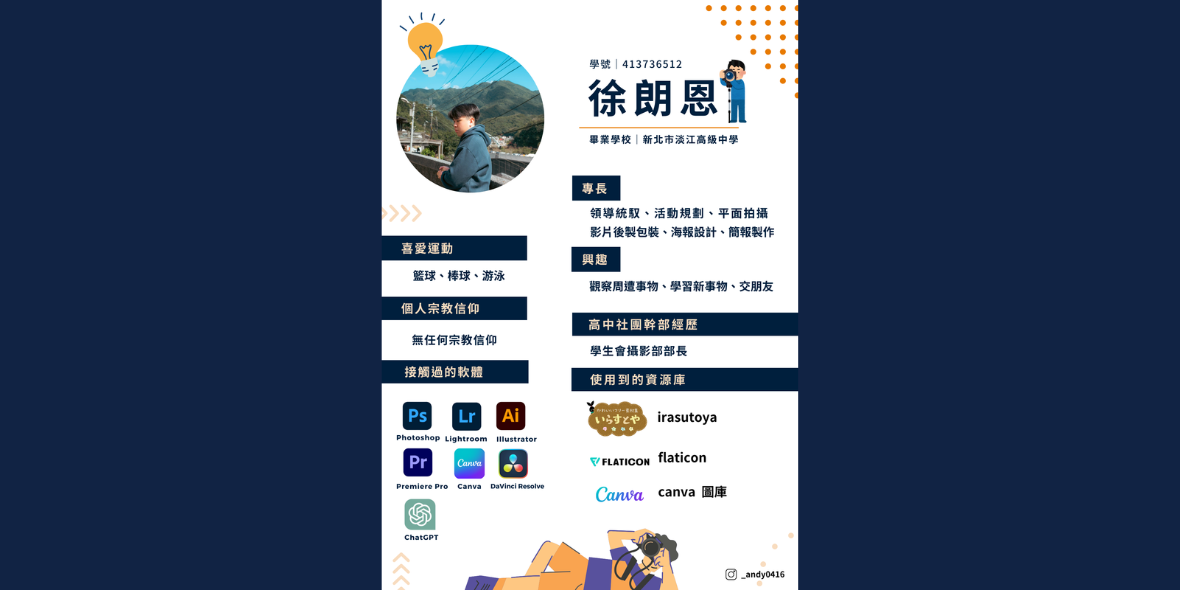 學號｜413736512
徐朗恩
畢業學校｜新北市淡江高級中學
專長
領導統馭、活動規劃、平面拍攝
影片後製包裝、海報設計、簡報製作
興趣
觀察周遭事物、學習新事物、交朋友
高中社團幹部經歷
學生會攝影部部長
使用到的資源庫
いらすとや
irasutoya
FLATICON
flaticon
Canva
canva 圖庫
喜愛運動
籃球、棒球、游泳
個人宗教信仰
無任何宗教信仰
接觸過的軟體
Ps
Lr
Ai
Photoshop
Lightroom
Illustrator
Pr
Canva
Premiere Pro
Canva
DaVinci Resolve
ChatGPT
_andy0416